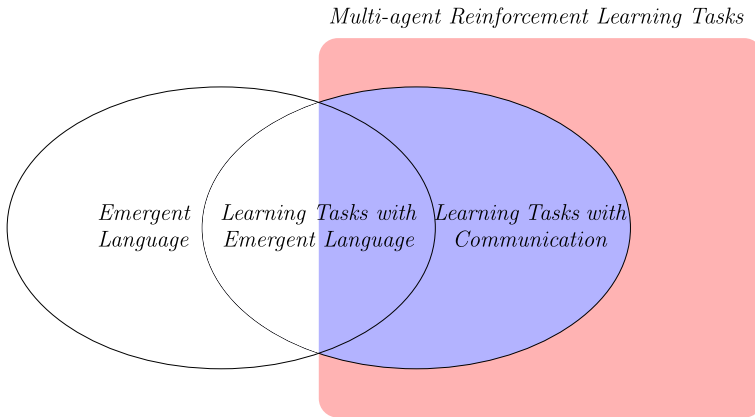 Multi-agent Reinforcement Learning Tasks
Emergent
Language
Learning Tasks with
Emergent Language
Learning Tasks with
Communication